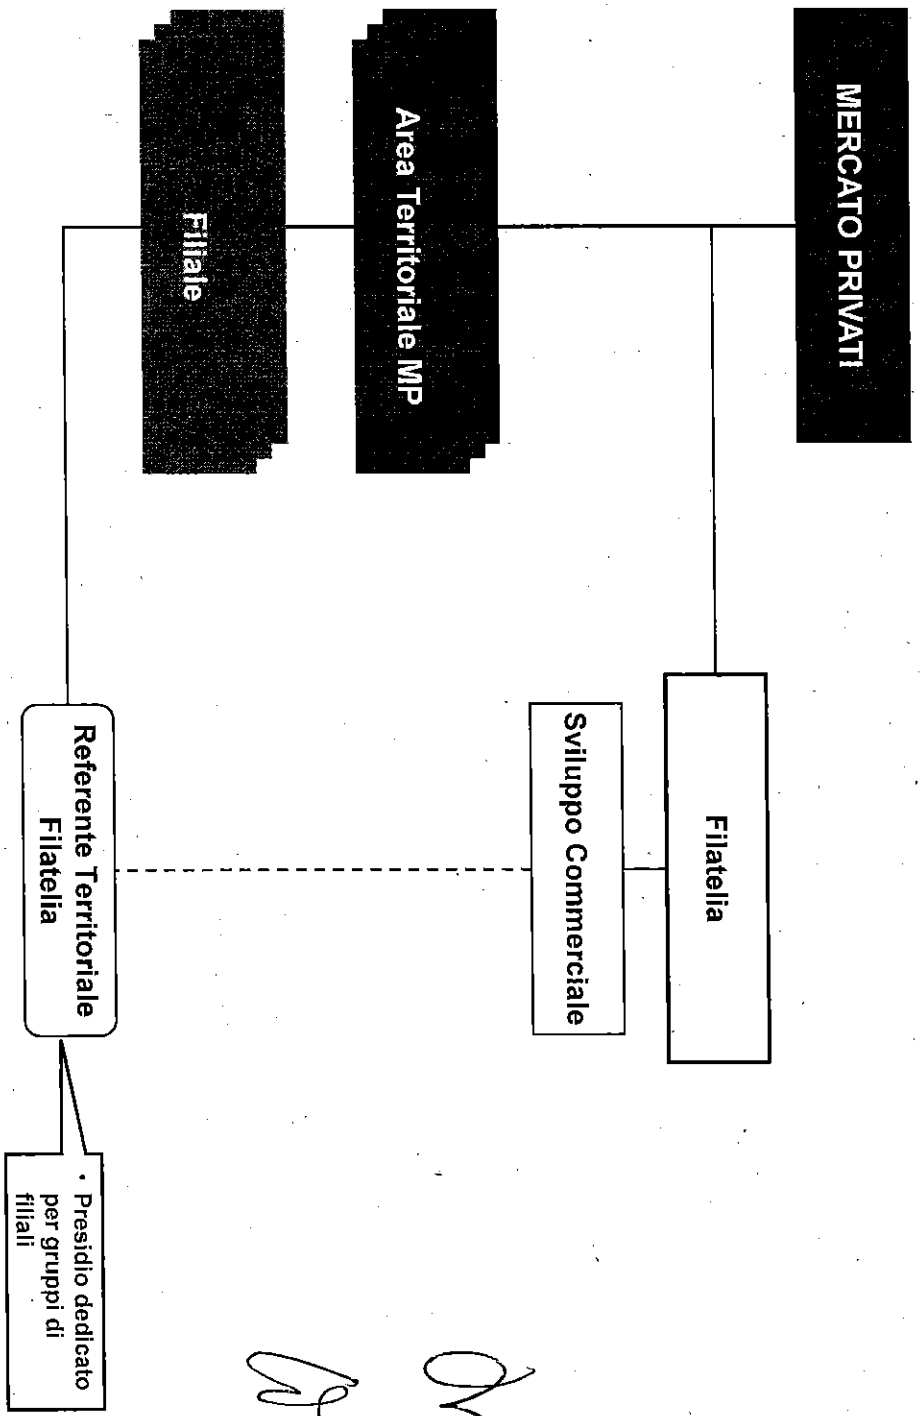 MERCATO PRIVATI
Filatelia
Sviluppo Commerciale
Area Territoriale MP
Filiale
Referente Territoriale
Filatelia
• Presidio dedicato
per gruppi di
filiali